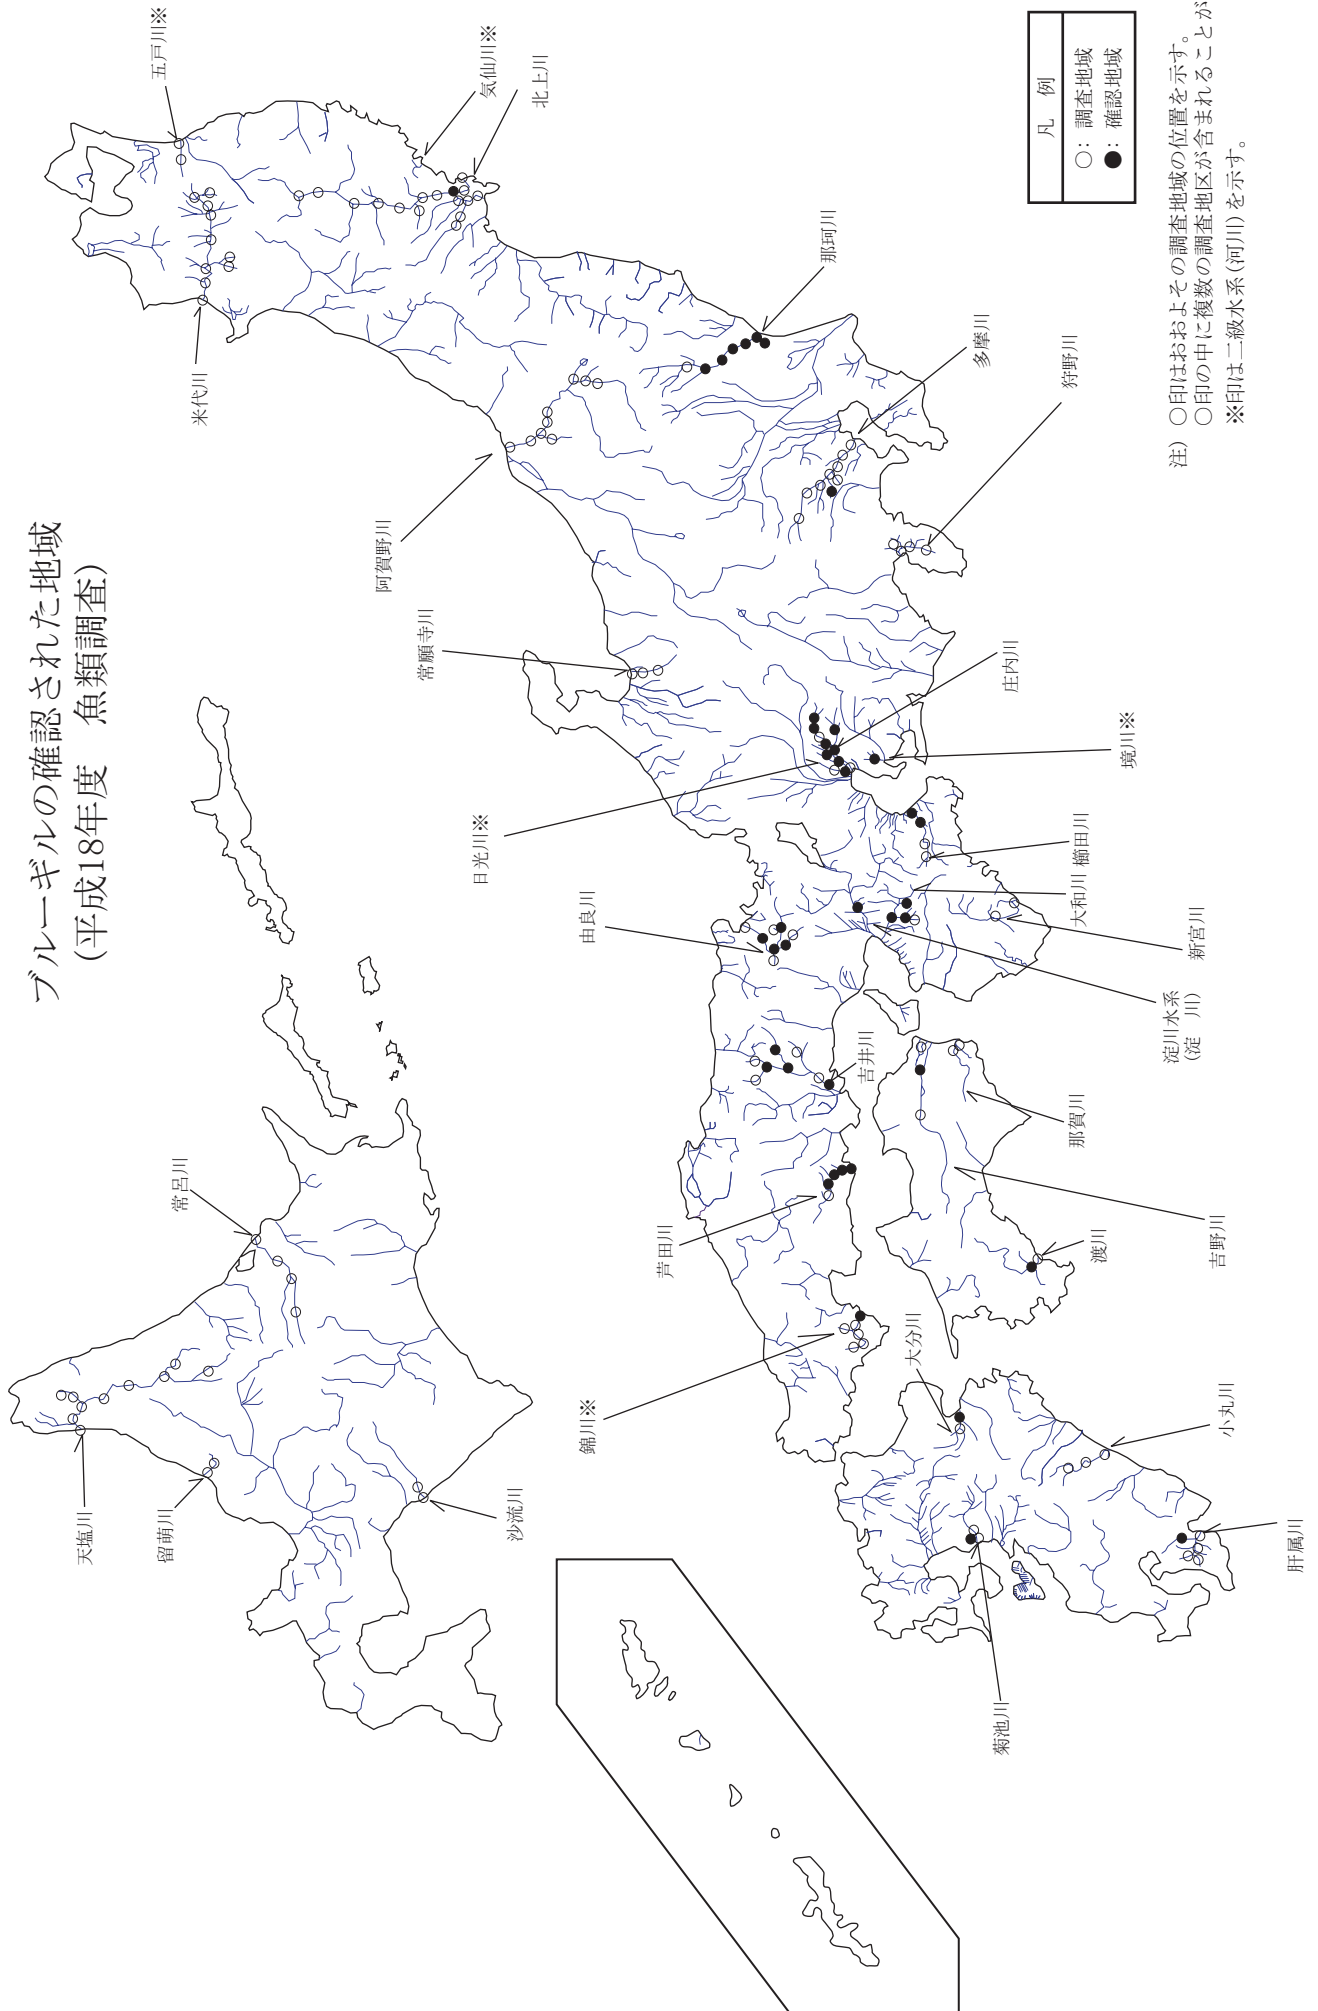 ブルーギルの確認された地域
(平成18年度　魚類調査)
五戸川※
気仙川※
北上川
米代川
那珂川
多摩川
狩野川
阿賀野川
常願寺川
庄内川
境川※
日光川※
櫛田川
大和川
新宮川
由良川
淀川水系
(淀　川)
吉井川
那賀川
吉野川
渡川
芦田川
錦川※
大分川
小丸川
肝属川
菊池川
常呂川
天塩川
留萌川
沙流川
凡　例
○：調査地域
●：確認地域
注）○印はおおよその調査地域の位置を示す。
○印の中に複数の調査地区が含まれることが
※印は二級水系(河川)を示す。